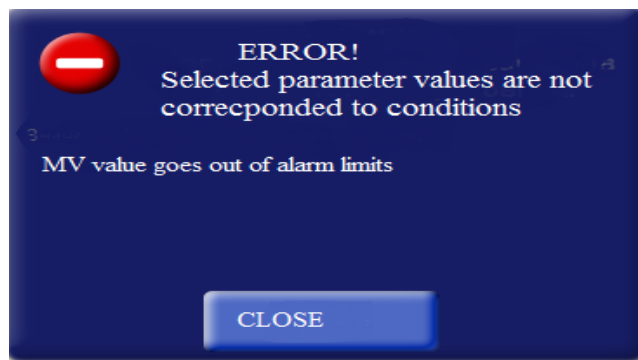 ERROR!
Selected parameter values are not
correcponded to conditions
MV value goes out of alarm limits
CLOSE